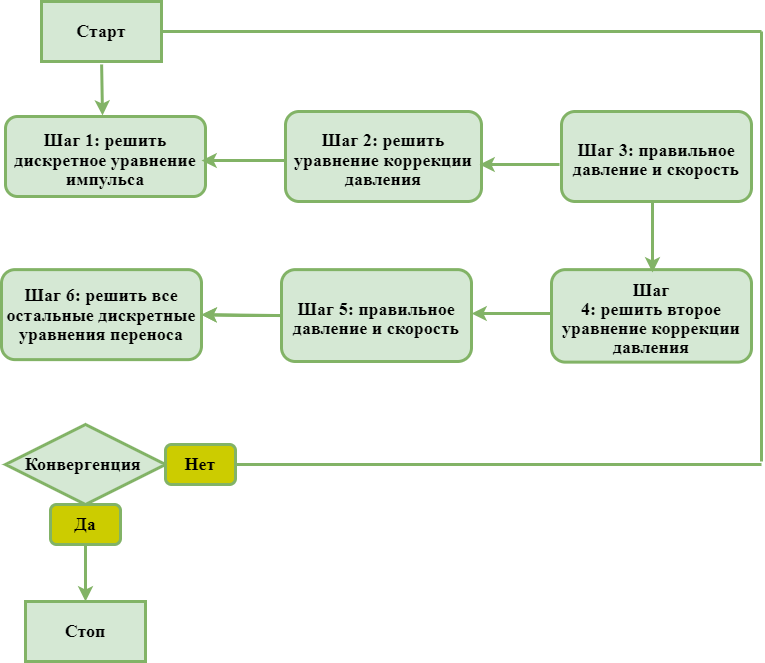 Старт
Шаг 1: решить
дискретное уравнение
импульса
Шаг 2: решить
уравнение коррекции
давления
Шаг 3: правильное
давление и скорость
Шаг 6: решить все
остальные дискретные
уравнения переноса
Шаг 5: правильное
давление и скорость
Шаг
4: решить второе
уравнение коррекции
давления
Конвергенция
Нет
Да
Стоп